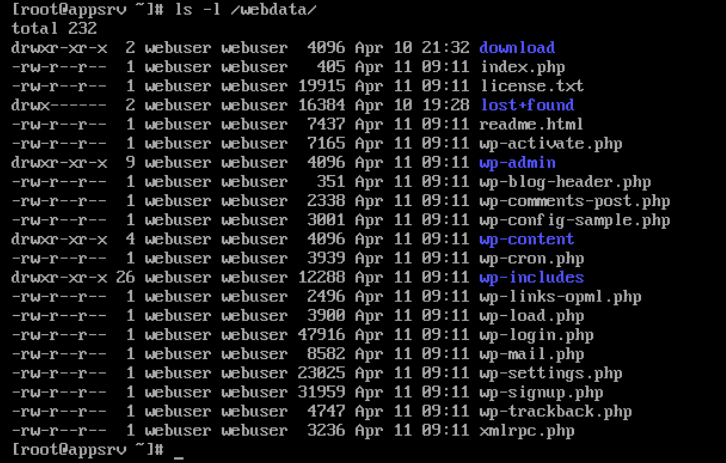 [root@appsrv ~]# ls -l /webdata/
total 232
drwxr-xr-x  2 webuser webuser  4096 Apr 10 21:32 download
-rw-r--r--  1 webuser webuser   405 Apr 11 09:11 index.php
-rw-r--r--  1 webuser webuser 19915 Apr 11 09:11 license.txt
drwx------  2 webuser webuser 16384 Apr 10 19:28 lost+found
-rw-r--r--  1 webuser webuser  7437 Apr 11 09:11 readme.html
-rw-r--r--  1 webuser webuser  7165 Apr 11 09:11 wp-activate.php
drwxr-xr-x  9 webuser webuser  4096 Apr 11 09:11 wp-admin
-rw-r--r--  1 webuser webuser   351 Apr 11 09:11 wp-blog-header.php
-rw-r--r--  1 webuser webuser  2338 Apr 11 09:11 wp-comments-post.php
-rw-r--r--  1 webuser webuser  3001 Apr 11 09:11 wp-config-sample.php
drwxr-xr-x  4 webuser webuser  4096 Apr 11 09:11 wp-content
-rw-r--r--  1 webuser webuser  3939 Apr 11 09:11 wp-cron.php
drwxr-xr-x 26 webuser webuser 12288 Apr 11 09:11 wp-includes
-rw-r--r--  1 webuser webuser  2496 Apr 11 09:11 wp-links-opml.php
-rw-r--r--  1 webuser webuser  3900 Apr 11 09:11 wp-load.php
-rw-r--r--  1 webuser webuser 47916 Apr 11 09:11 wp-login.php
-rw-r--r--  1 webuser webuser  8582 Apr 11 09:11 wp-mail.php
-rw-r--r--  1 webuser webuser 23025 Apr 11 09:11 wp-settings.php
-rw-r--r--  1 webuser webuser 31959 Apr 11 09:11 wp-signup.php
-rw-r--r--  1 webuser webuser  4747 Apr 11 09:11 wp-trackback.php
-rw-r--r--  1 webuser webuser  3236 Apr 11 09:11 xmlrpc.php
[root@appsrv ~]# _